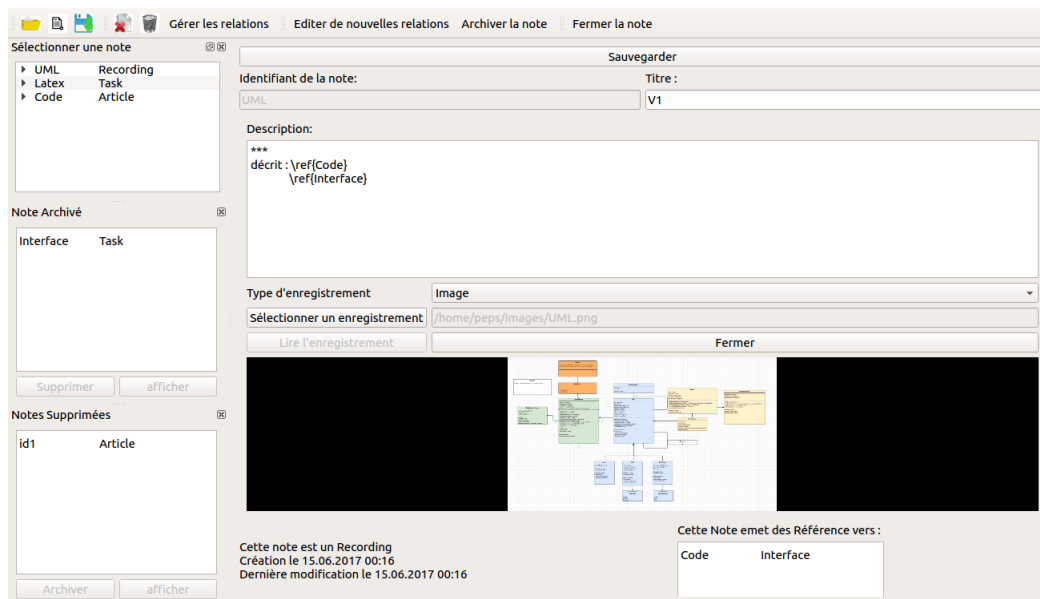 Gérer les relations Editer de nouvelles relations Archiver la note Fermer la note
Sélectionner une note
UML Recording
Latex Task
Code Article
Note Archivé
Interface Task
Supprimer afficher
Notes Supprimées
id1 Article
Archiver afficher
Sauvegarder
Identifiant de la note: Titre :
UML V1
Description:
***
décrit : \ref{Code}
\ref{Interface}
Type d'enregistrement Image
Sélectionner un enregistrement /home/peps/Images/UML.png
Lire l'enregistrement Fermer
Cette note est un Recording
Création le 15.06.2017 00:16
Dernière modification le 15.06.2017 00:16
Cette Note emet des Référence vers :
Code Interface